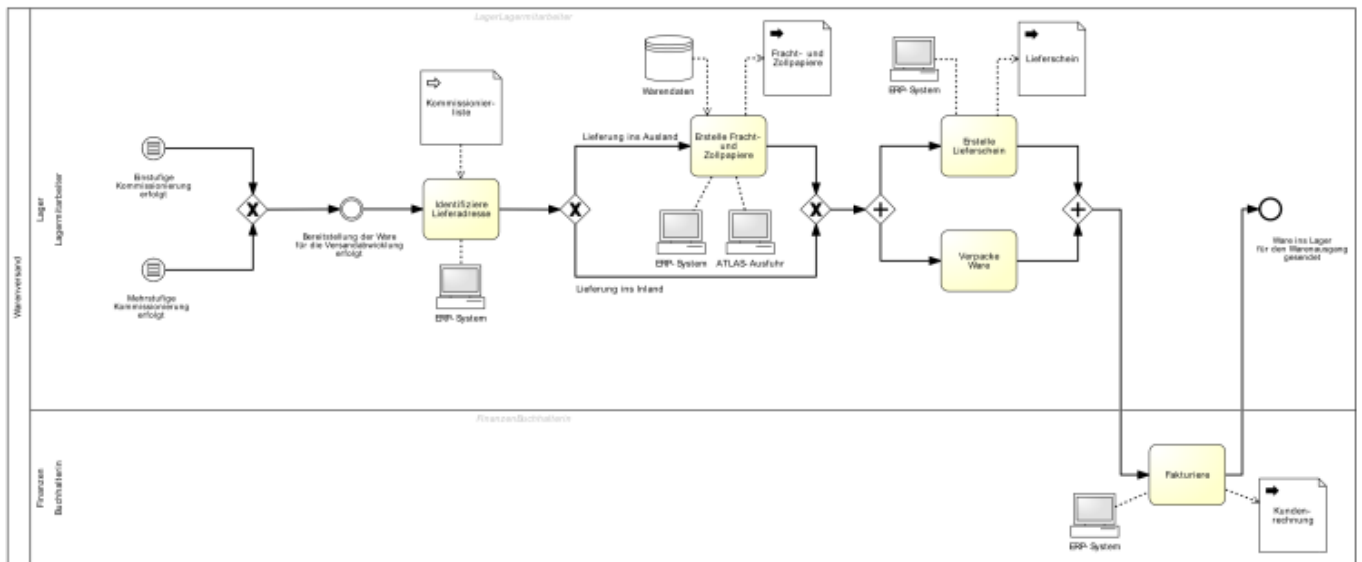 LagerLagermitarbeiter
Warenversand
Lager
Lagermitarbeiter
Einstufige
Kommissionierung
erfolgt
Mehrstufige
Kommissionierung
erfolgt
Bereitstellung der Ware
für die Versandabwicklung
erfolgt
Kommissionier-
liste
Identifiziere
Lieferadresse
ERP-System
Lieferung ins Ausland
Lieferung ins Inland
Warendaten
Fracht- und
Zollpapiere
Erstelle Fracht-
und
Zollpapiere
ERP-System
ATLAS-Ausfuhr
ERP-System
Lieferschein
Erstelle
Lieferschein
Verpacke
Ware
Ware ins Lager
für den Warenausgang
gesendet
FinanzenBuchhalterin
Finanzen
Buchhalterin
Fakturiere
ERP-System
Kunden-
rechnung